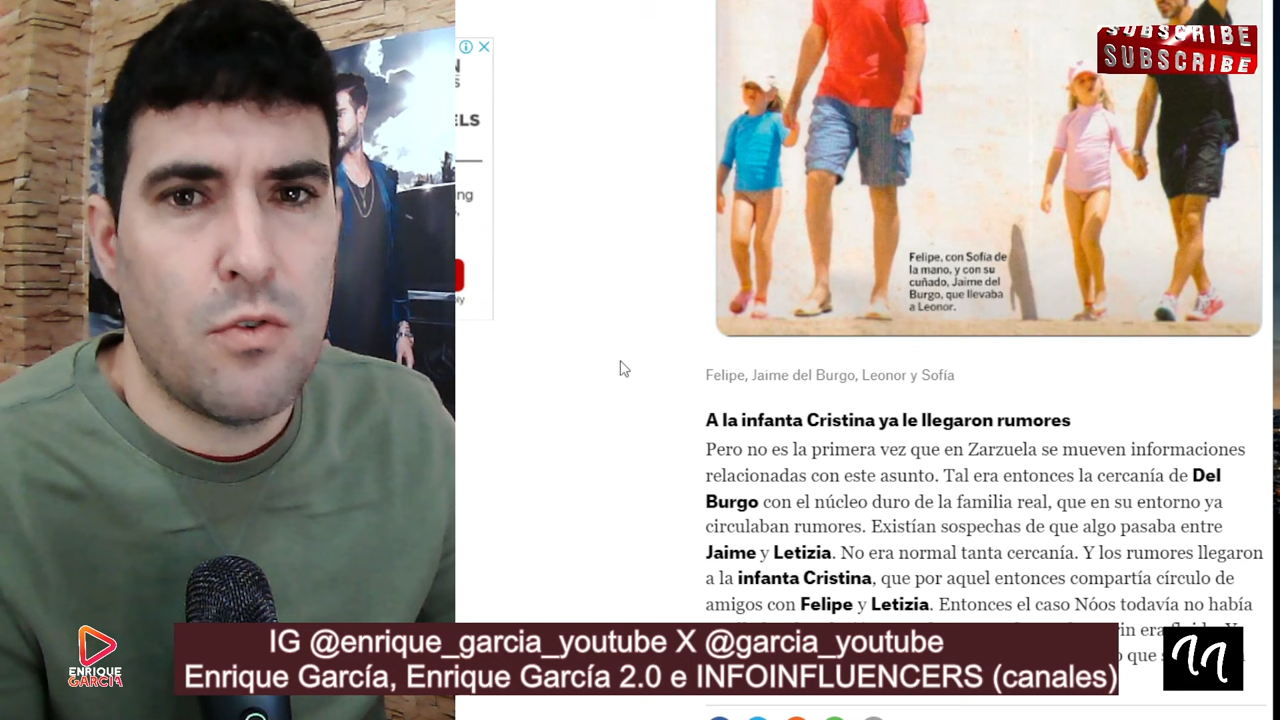 SUBSCRIBE
SUBSCRIBE
ELS
ing
Felipe, con Sofía de
la mano, y con su
cuñado, Jaime del
Burgo, que llevaba
a Leonor.
Felipe, Jaime del Burgo, Leonor y Sofía
A la infanta Cristina ya le llegaron rumores
Pero no es la primera vez que en Zarzuela se mueven informaciones
relacionadas con este asunto. Tal era entonces la cercanía de Del
Burgo con el núcleo duro de la familia real, que en su entorno ya
circulaban rumores. Existían sospechas de que algo pasaba entre
Jaime y Letizia. No era normal tanta cercanía. Y los rumores llegaron
a la infanta Cristina, que por aquel entonces compartía círculo de
amigos con Felipe y Letizia. Entonces el caso Nóos todavía no había
IG @enrique_garcia_youtube X @garcia_youtube
Enrique García, Enrique García 2.0 e INFOINFLUENCERS (canales)
ENRIQUE
GARCÍA